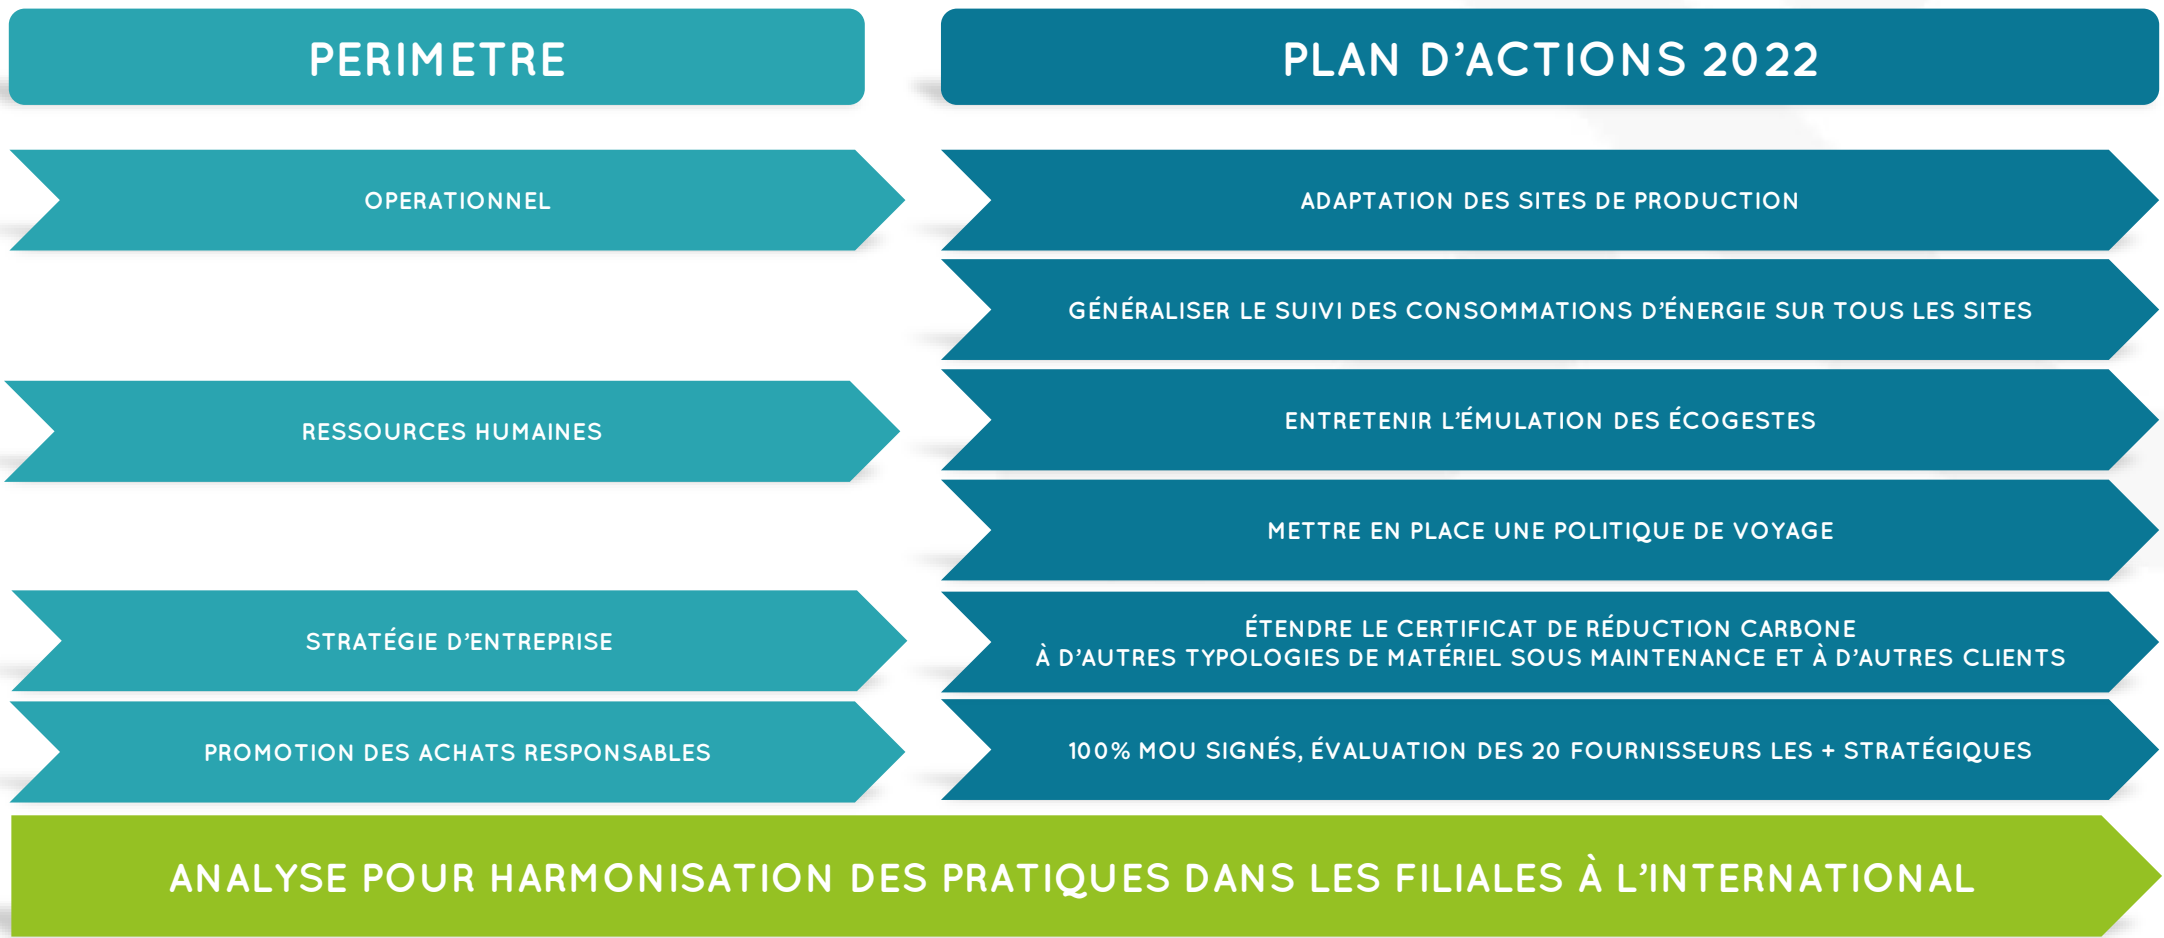 PERIMETRE
PLAN D’ACTIONS 2022
OPERATIONNEL
ADAPTATION DES SITES DE PRODUCTION
GÉNÉRALISER LE SUIVI DES CONSOMMATIONS D’ÉNERGIE SUR TOUS LES SITES
RESSOURCES HUMAINES
ENTRETENIR L’ÉMULATION DES ÉCOGESTES
METTRE EN PLACE UNE POLITIQUE DE VOYAGE
STRATÉGIE D’ENTREPRISE
ÉTENDRE LE CERTIFICAT DE RÉDUCTION CARBONE
À D’AUTRES TYPOLOGIES DE MATÉRIEL SOUS MAINTENANCE ET À D’AUTRES CLIENTS
PROMOTION DES ACHATS RESPONSABLES
100% MOU SIGNÉS, ÉVALUATION DES 20 FOURNISSEURS LES + STRATÉGIQUES
ANALYSE POUR HARMONISATION DES PRATIQUES DANS LES FILIALES À L’INTERNATIONAL